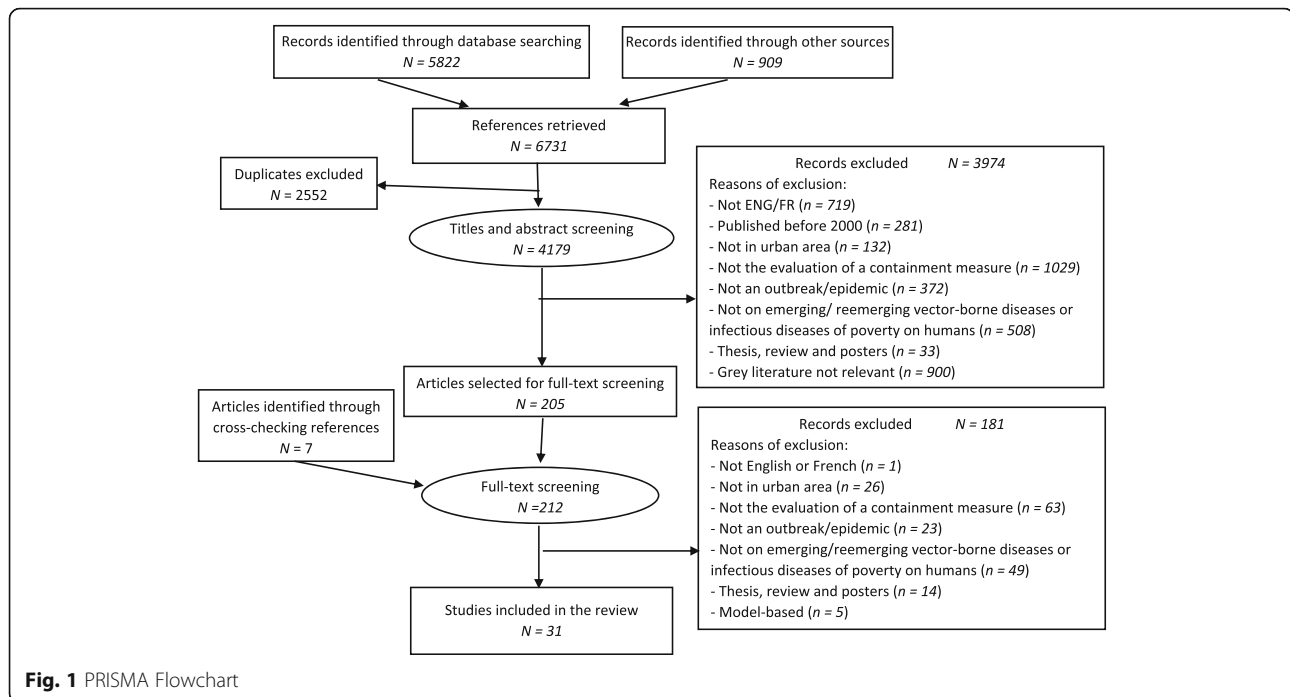 Records identified through database searching
N = 5822
Records identified through other sources
N = 909
References retrieved
N = 6731
Duplicates excluded
N = 2552
Titles and abstract screening
N = 4179
Records excluded N = 3974
Reasons of exclusion:
- Not ENG/FR (n = 719)
- Published before 2000 (n = 281)
- Not in urban area (n = 132)
- Not the evaluation of a containment measure (n = 1029)
- Not an outbreak/epidemic (n = 372)
- Not on emerging/ reemerging vector-borne diseases or
infectious diseases of poverty on humans (n = 508)
- Thesis, review and posters (n = 33)
- Grey literature not relevant (n = 900)
Articles selected for full-text screening
N = 205
Articles identified through
cross-checking references
N = 7
Full-text screening
N =212
Records excluded N = 181
Reasons of exclusion:
- Not English or French (n = 1)
- Not in urban area (n = 26)
- Not the evaluation of a containment measure (n = 63)
- Not an outbreak/epidemic (n = 23)
- Not on emerging/reemerging vector-borne diseases or
infectious diseases of poverty on humans (n = 49)
- Thesis, review and posters (n = 14)
- Model-based (n = 5)
Studies included in the review
N = 31
Fig. 1 PRISMA Flowchart